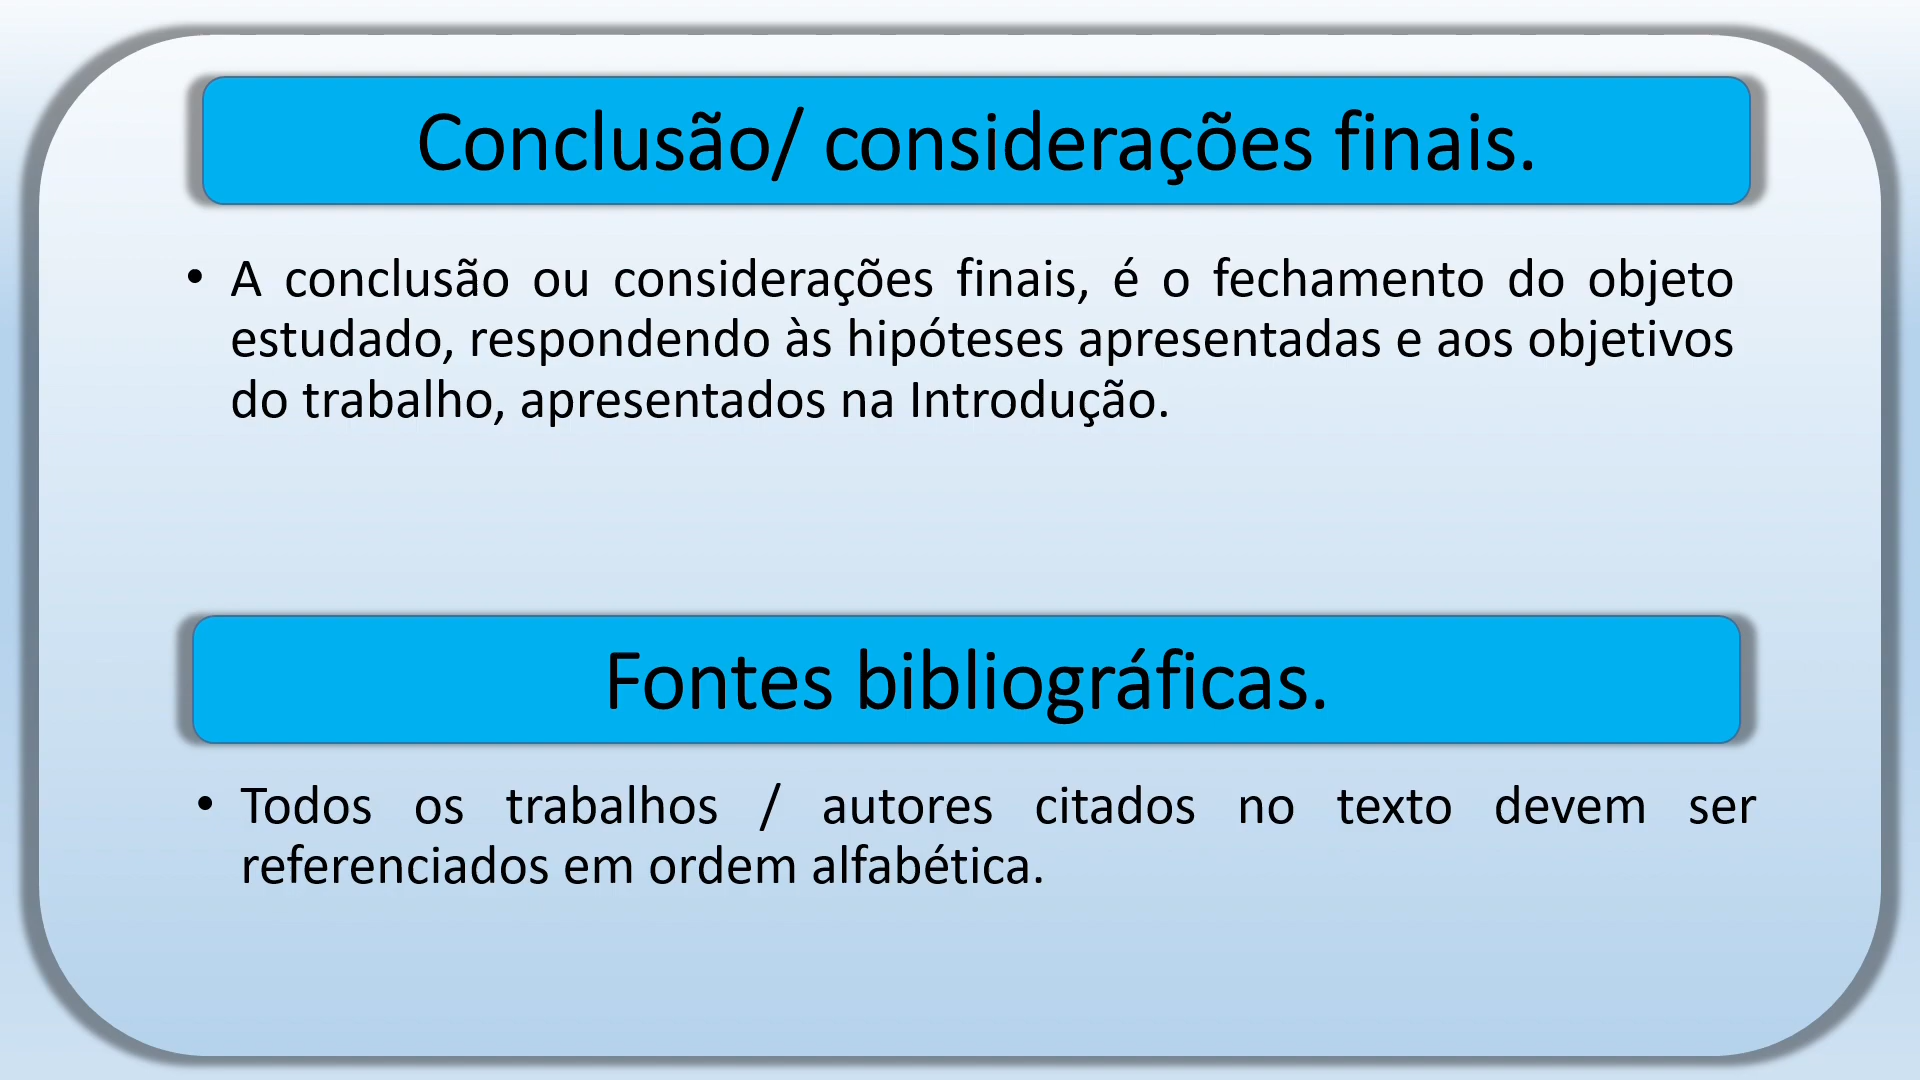 Conclusão/ considerações finais.
• A conclusão ou considerações finais, é o fechamento do objeto
estudado, respondendo às hipóteses apresentadas e aos objetivos
do trabalho, apresentados na Introdução.
Fontes bibliográficas.
• Todos os trabalhos / autores citados no texto devem ser
referenciados em ordem alfabética.